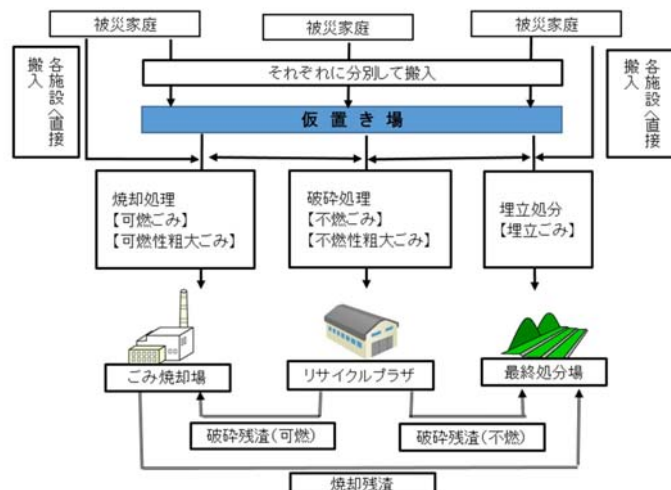 被災家庭
被災家庭
被災家庭
各施設へ直接
搬入
それぞれに分別して搬入
各施設へ直接
搬入
仮置き場
焼却処理
【可燃ごみ】
【可燃性粗大ごみ】
破砕処理
【不燃ごみ】
【不燃性粗大ごみ】
埋立処分
【埋立ごみ】
ごみ焼却場
リサイクルプラザ
最終処分場
破砕残渣(可燃)
破砕残渣(不燃)
焼却残渣